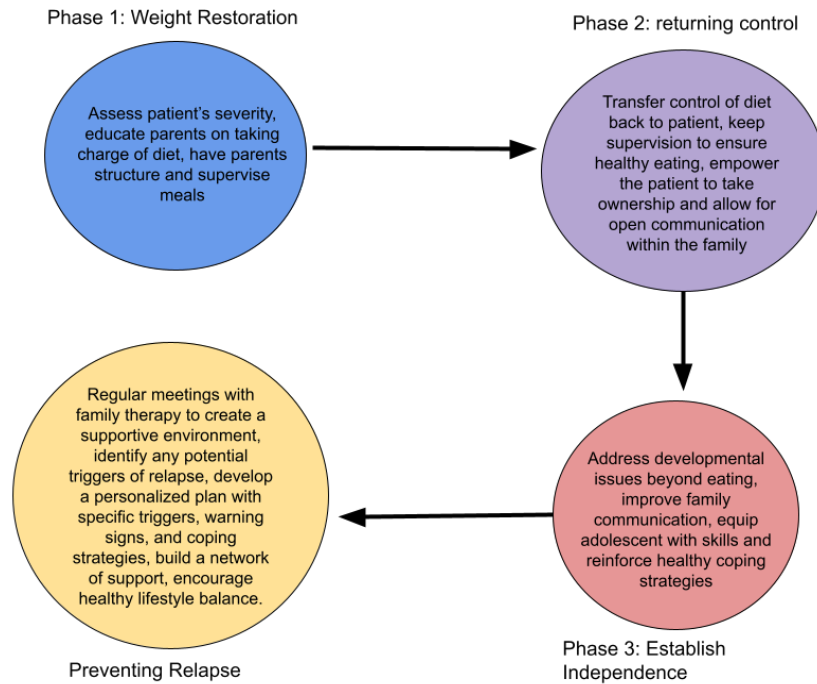 Phase 1: Weight Restoration
Assess patient's severity,
educate parents on taking
charge of diet, have parents
structure and supervise
meals
Phase 2: returning control
Transfer control of diet
back to patient, keep
supervision to ensure
healthy eating, empower
the patient to take
ownership and allow for
open communication
within the family
Address developmental
issues beyond eating,
improve family
communication, equip
adolescent with skills and
reinforce healthy coping
strategies
Phase 3: Establish
Independence
Regular meetings with
family therapy to create a
supportive environment,
identify any potential
triggers of relapse, develop
a personalized plan with
specific triggers, warning
signs, and coping
strategies, build a network
of support, encourage
healthy lifestyle balance.
Preventing Relapse